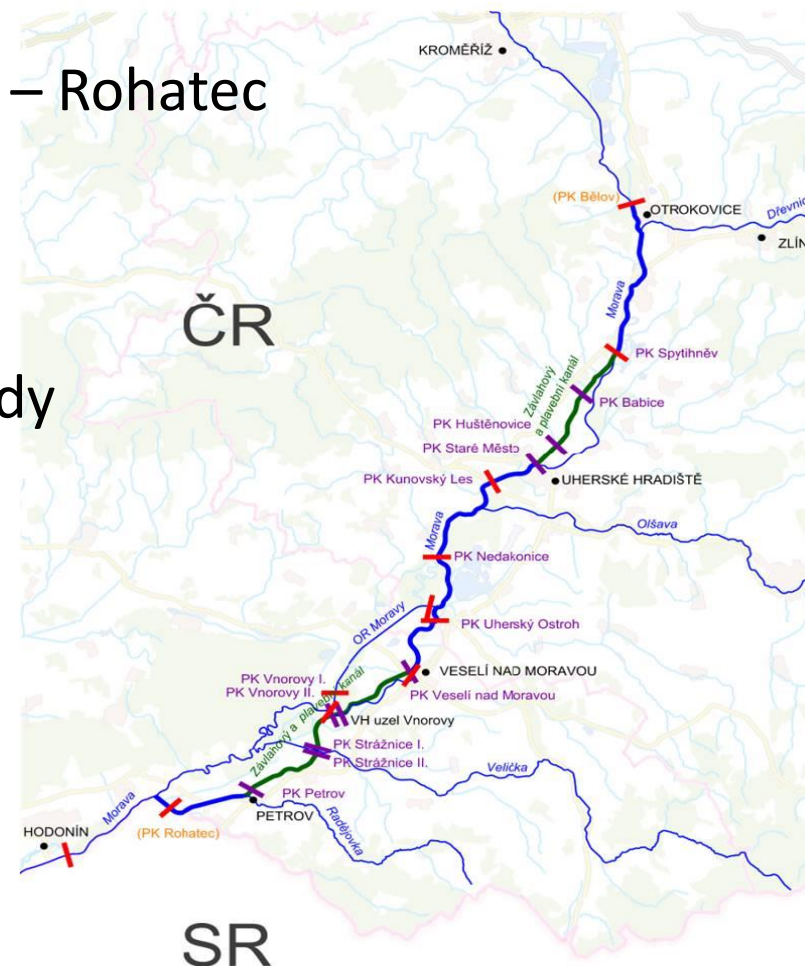 – Rohatec
KROMĚŘÍŽ
(PK Bělov)
OTROKOVICE
Dřevnic
ZLÍN
Morava
ČR
PK Spytihněv
Závlahový
a plavební kanál
PK Babice
dy
PK Huštěnovice
PK Staré Město
PK Kunovský Les
UHERSKÉ HRADIŠTĚ
Olšava
Morava
PK Nedakonice
OR Moravy
PK Uherský Ostroh
PK Vnorovy I.
PK Vnorovy II.
VESELÍ NAD MORAVOU
PK Veselí nad Moravou
Závlahový a plavební kanál
VH uzel Vnorovy
PK Strážnice I.
PK Strážnice II.
Velička
PK Petrov
Morava
PETROV
Radějovka
HODONÍN
(PK Rohatec)
SR